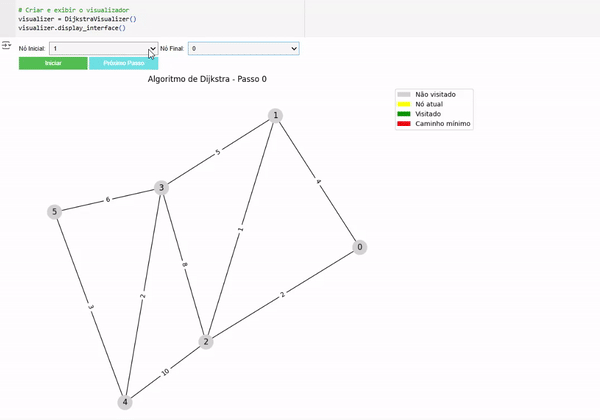 # Criar e exibir o visualizador
visualizer = DijkstraVisualizer()
visualizer.display_interface()
Nó Inicial: 1 Nó Final: 0
Iniciar Próximo Passo
Algoritmo de Dijkstra - Passo 0
Não visitado
Nó atual
Visitado
Caminho mínimo
1
5
4
3
6
5
1
0
8
2
3
2
2
10
4